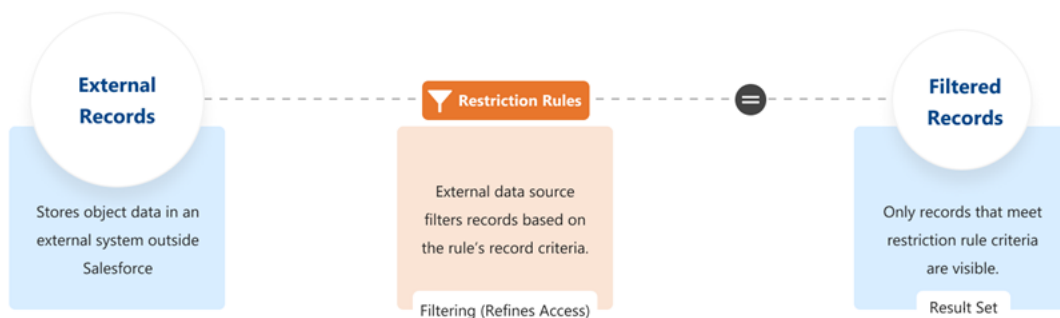 External
Records
Stores object data in an
external system outside
Salesforce
Restriction Rules
External data source
filters records based on
the rule's record criteria.
Filtering (Refines Access)
=
Filtered
Records
Only records that meet
restriction rule criteria
are visible.
Result Set